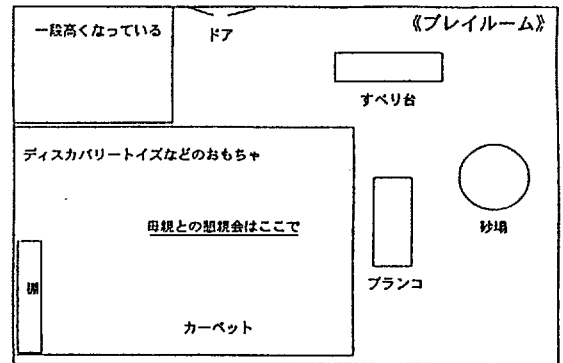 《プレイルーム》
一段高くなっている
ドア
すべり台
ディスカバリートイズなどのおもちゃ
母親との懇親会はここで
砂場
ブランコ
棚
カーペット